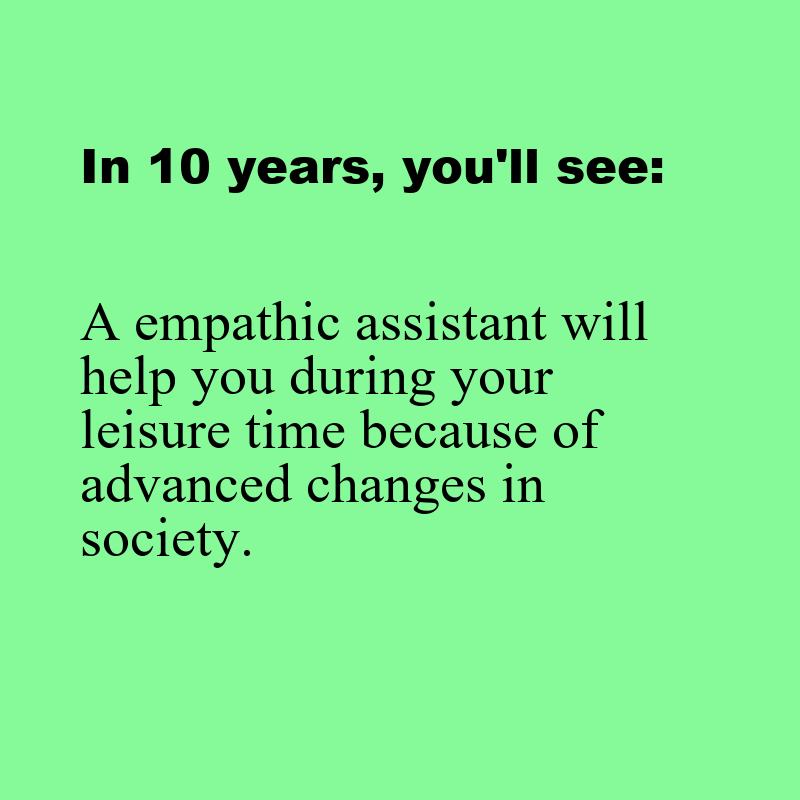 In 10 years, you'll see:
A empathic assistant will
help you during your
leisure time because of
advanced changes in
society.